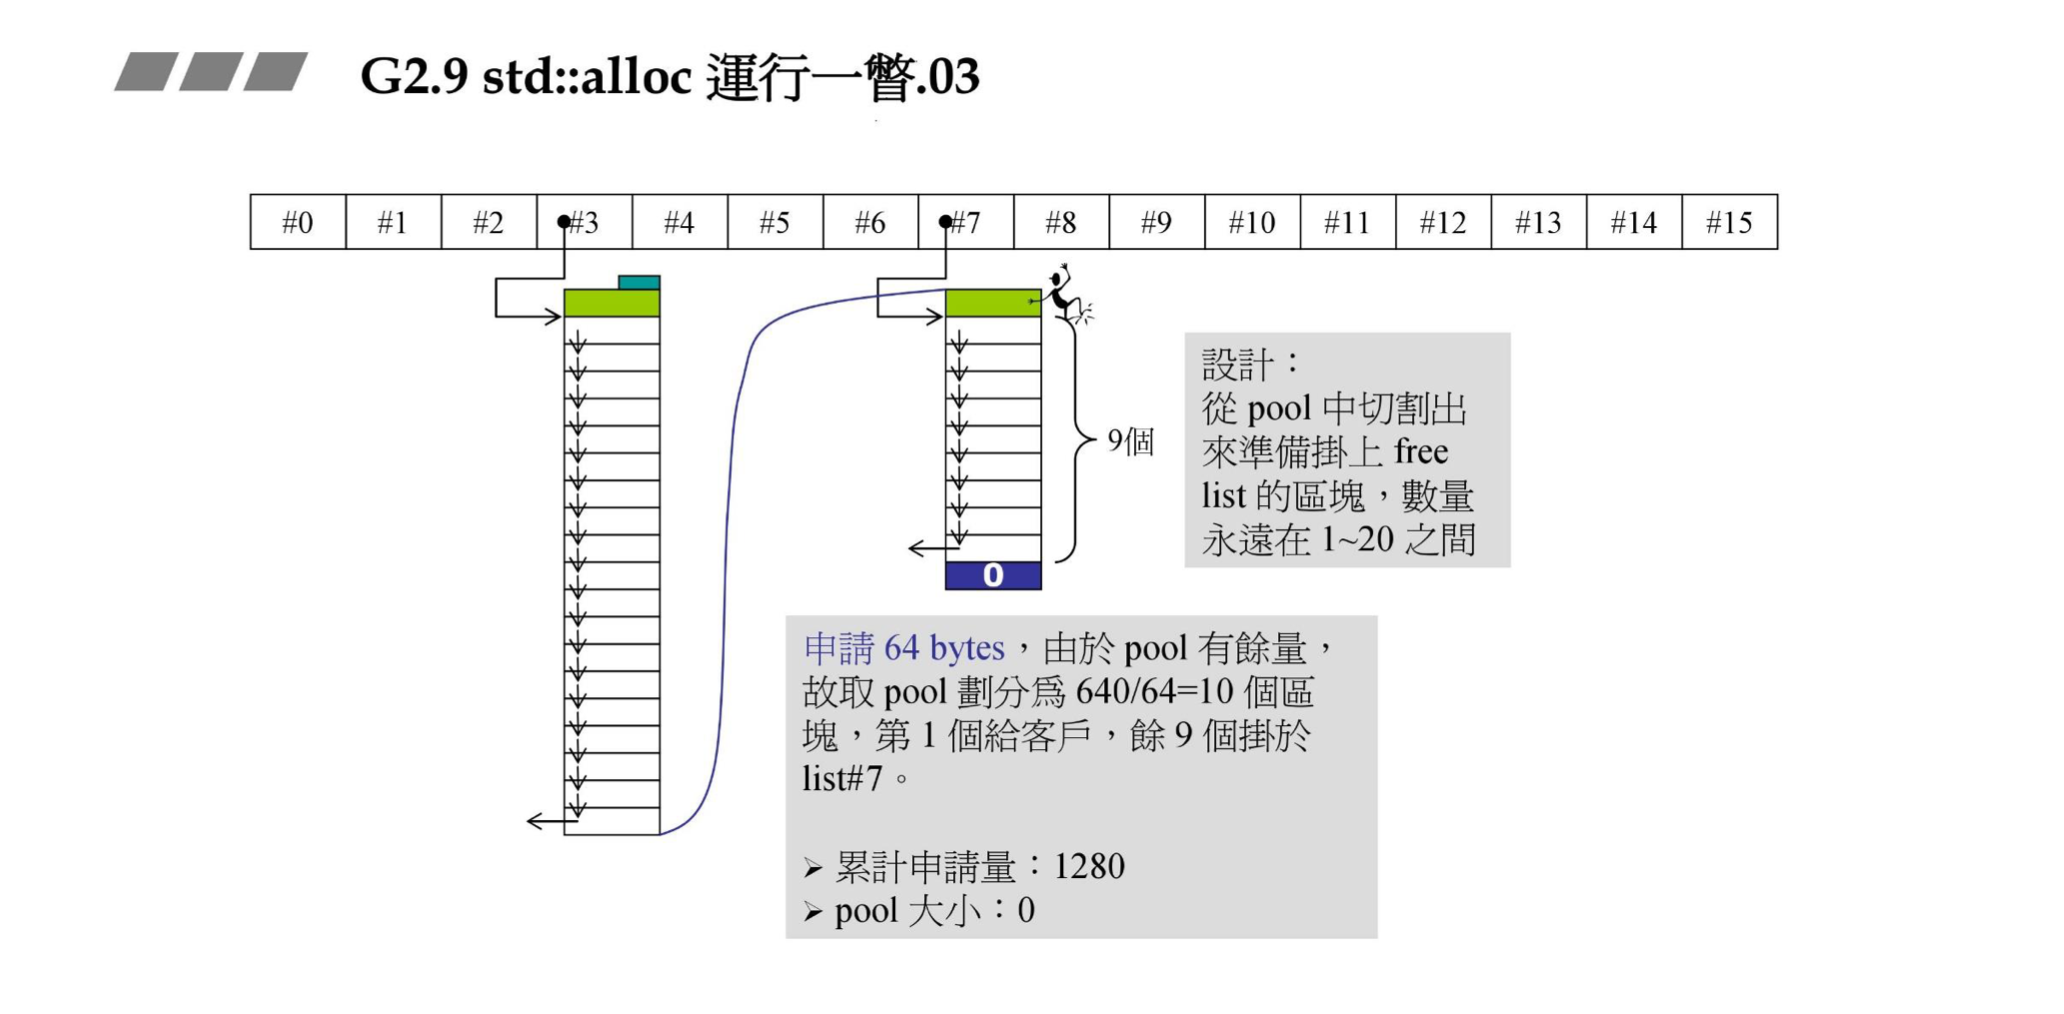 G2.9 std::alloc 運行一瞥.03
#0 #1 #2 #3 #4 #5 #6 #7 #8 #9 #10 #11 #12 #13 #14 #15
設計：
從 pool 中切割出
來準備掛上 free
list 的區塊，數量
永遠在 1~20 之間
9個
0
申請 64 bytes，由於 pool 有餘量，
故取 pool 劃分為 640/64=10 個區
塊，第 1 個給客戶，餘 9 個掛於
list#7。
➢ 累計申請量：1280
➢ pool 大小：0